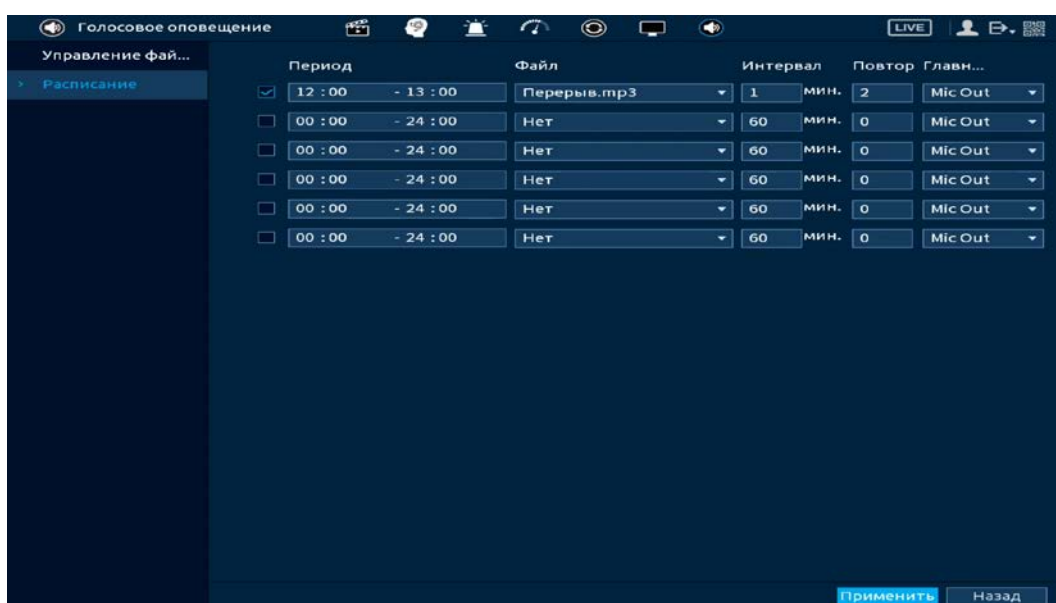 Голосовое оповещение LIVE
Управление фай...
Расписание
Период Файл Интервал Повтор Главн...
12 : 00 - 13 : 00 Перерыв.mp3 1 мин. 2 Mic Out
00 : 00 - 24 : 00 Нет 60 мин. 0 Mic Out
00 : 00 - 24 : 00 Нет 60 мин. 0 Mic Out
00 : 00 - 24 : 00 Нет 60 мин. 0 Mic Out
00 : 00 - 24 : 00 Нет 60 мин. 0 Mic Out
00 : 00 - 24 : 00 Нет 60 мин. 0 Mic Out
Применить Назад